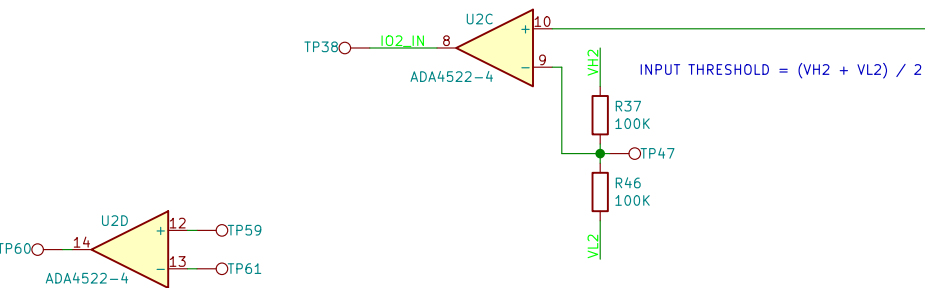 U2C
10
TP38
IO2_IN
8
+
9
-
ADA4522-4
VH2
INPUT THRESHOLD = (VH2 + VL2) / 2
R37
100K
TP47
R46
100K
VL2
U2D
12
TP59
TP60
14
+
13
-
TP61
ADA4522-4